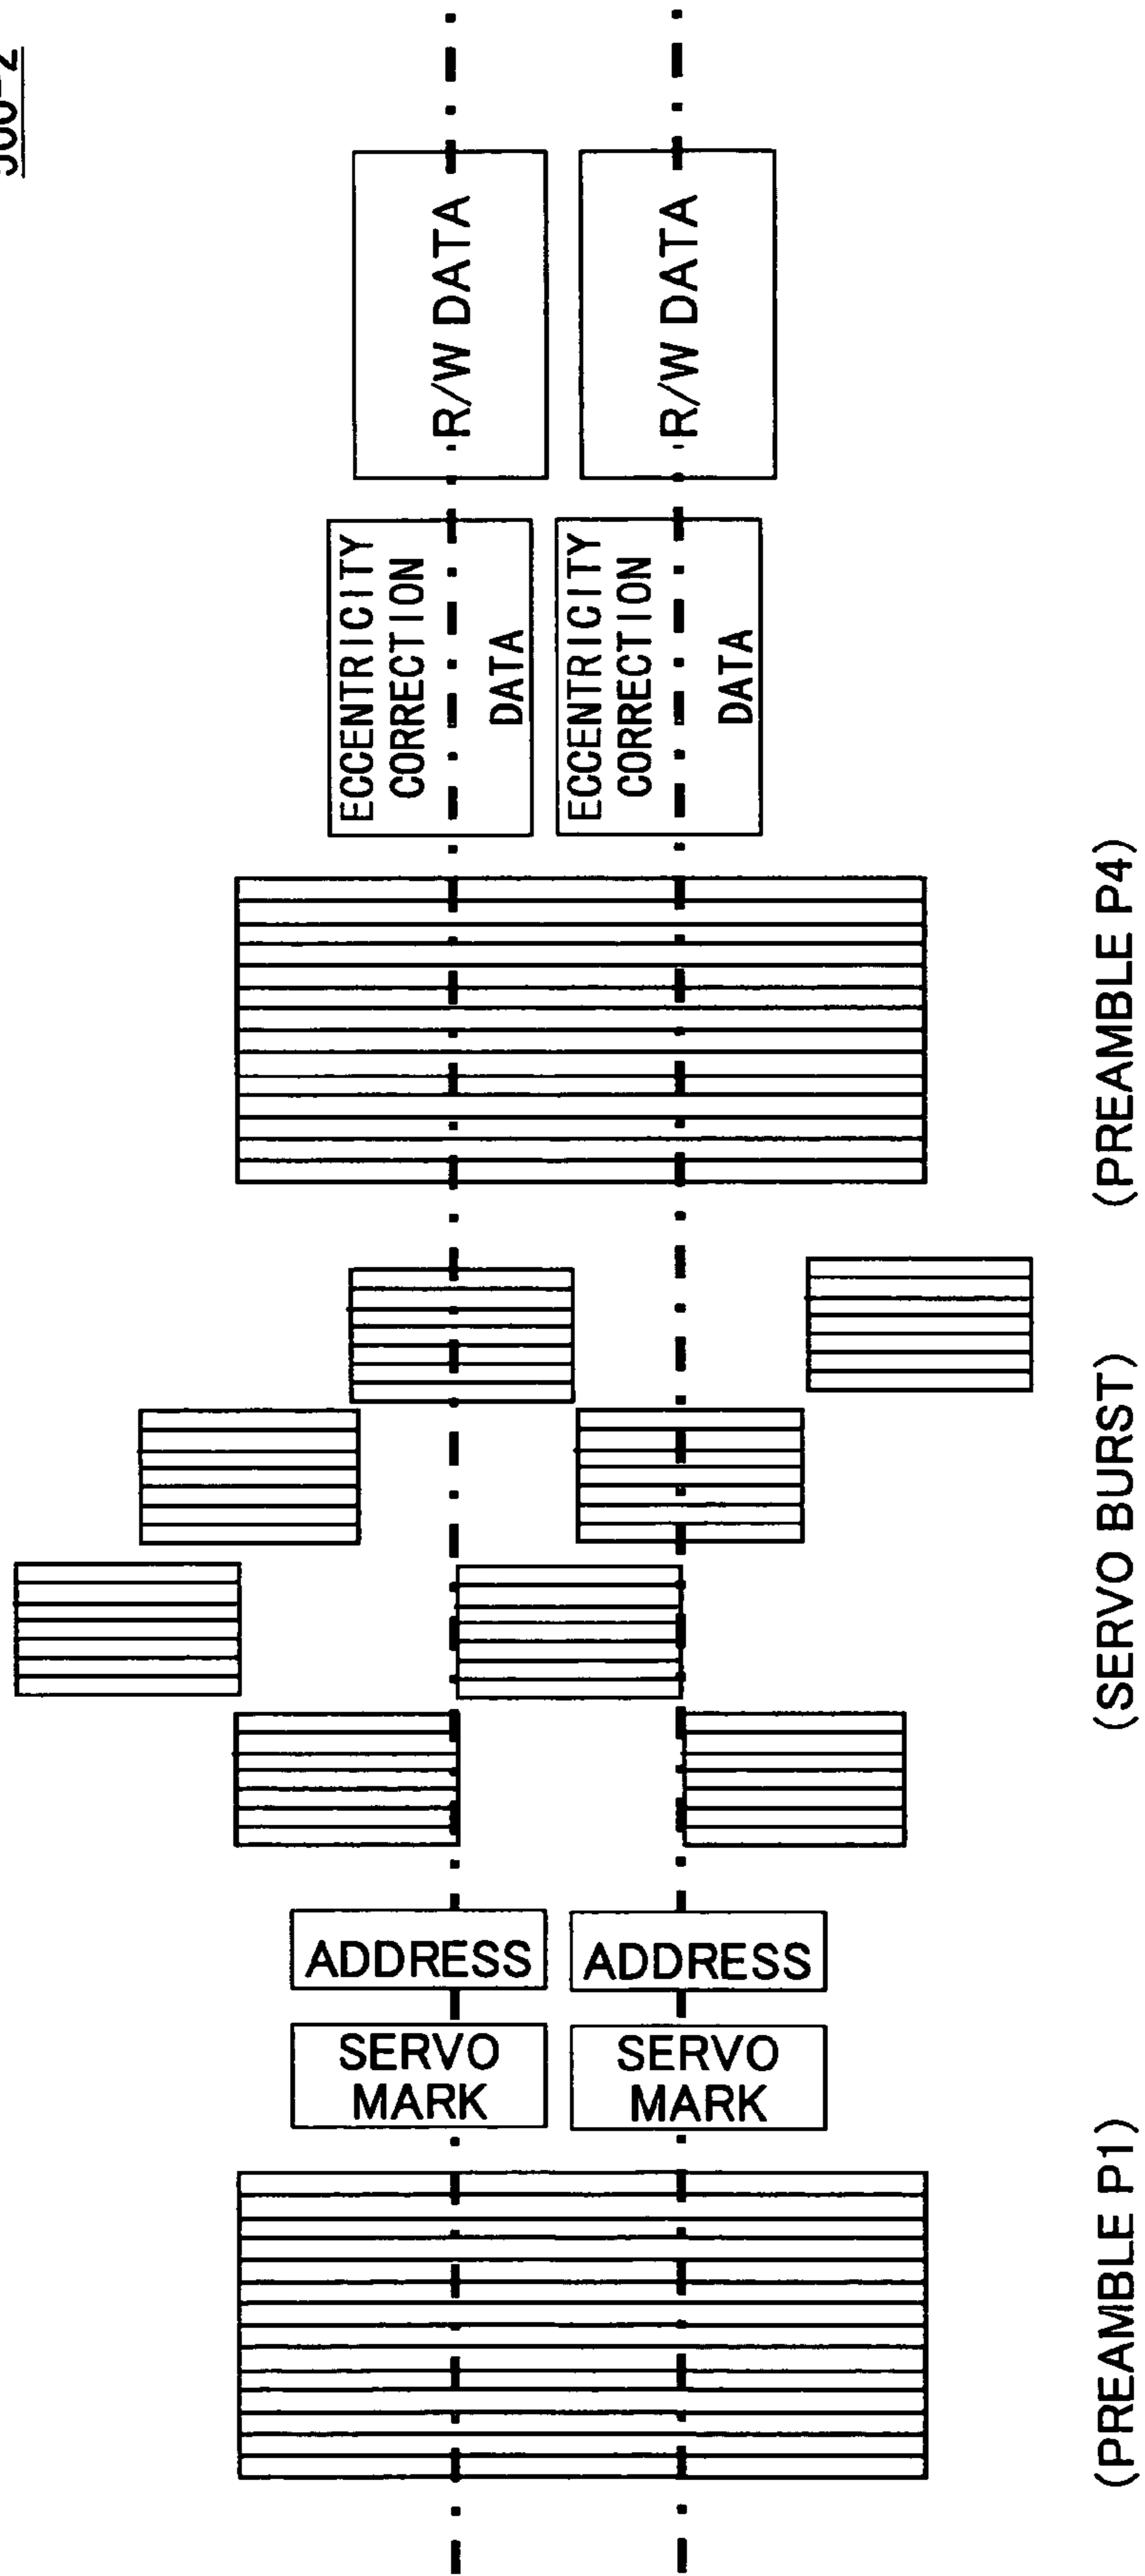 R/W DATA
R/W DATA
ECCENTRICITY
CORRECTION
DATA
ECCENTRICITY
CORRECTION
DATA
ADDRESS
ADDRESS
SERVO
MARK
SERVO
MARK
(PREAMBLE P1)
(SERVO BURST)
(PREAMBLE P4)